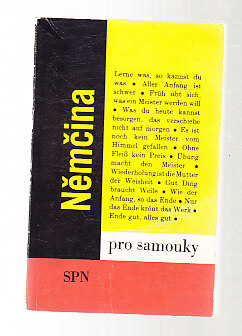 Němčina
Lerne was, so kannst du
was • Aller Anfang ist
schwer • Früh übt sich,
was ein Meister werden will
• Was du heute kannst
besorgen, das verschiebe
nicht auf morgen • Es ist
noch kein Meister vom
Himmel gefallen • Ohne
Fleiß kein Preis • Übung
macht den Meister •
Wiederholung ist die Mutter
der Weisheit • Gut Ding
braucht Weile • Wie der
Anfang, so das Ende • Nur
das Ende krönt das Werk •
Ende gut, alles gut •
pro samouky
SPN